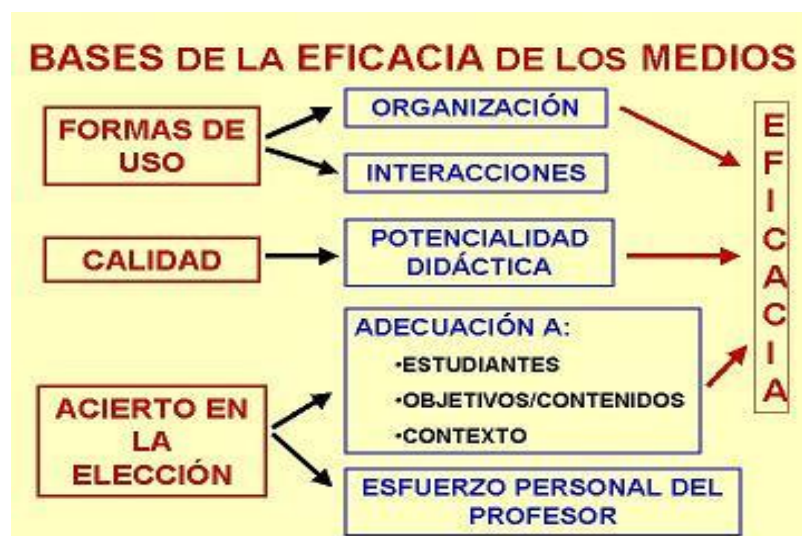 BASES DE LA EFICACIA DE LOS MEDIOS
FORMAS DE
USO
ORGANIZACIÓN
INTERACCIONES
CALIDAD
POTENCIALIDAD
DIDÁCTICA
ACIERTO EN
LA
ELECCIÓN
ADECUACIÓN A:
•ESTUDIANTES
•OBJETIVOS/CONTENIDOS
•CONTEXTO
ESFUERZO PERSONAL DEL
PROFESOR
EFICACIA